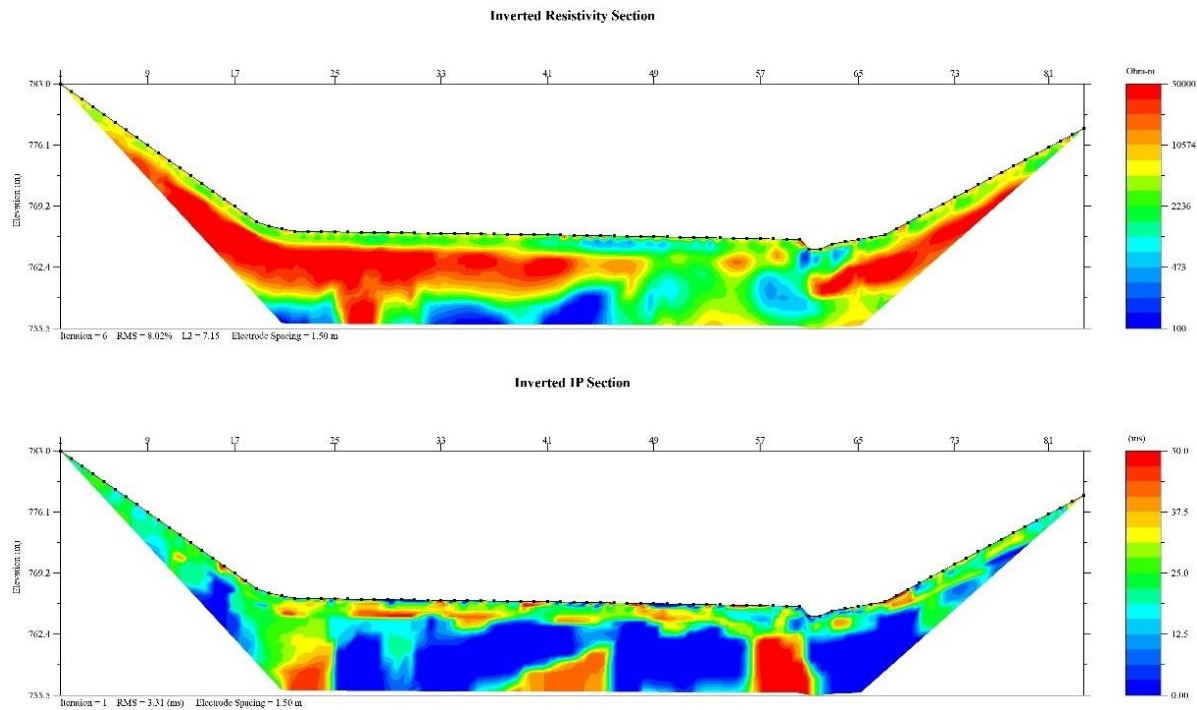 Inverted Resistivity Section
1 9 17 25 33 41 49 57 65 73 81
Ohm-m
783.0
776.1
769.2
762.4
755.5
Elevation (m)
50000
10574
2236
473
100
Iteration = 6 RMS = 8.02% L2 = 7.15 Electrode Spacing = 1.50 m
Inverted IP Section
1 9 17 25 33 41 49 57 65 73 81
(ms)
783.0
776.1
769.2
762.4
755.5
Elevation (m)
50.0
37.5
25.0
12.5
0.00
Iteration = 1 RMS = 3.31 (ms) Electrode Spacing = 1.50 m